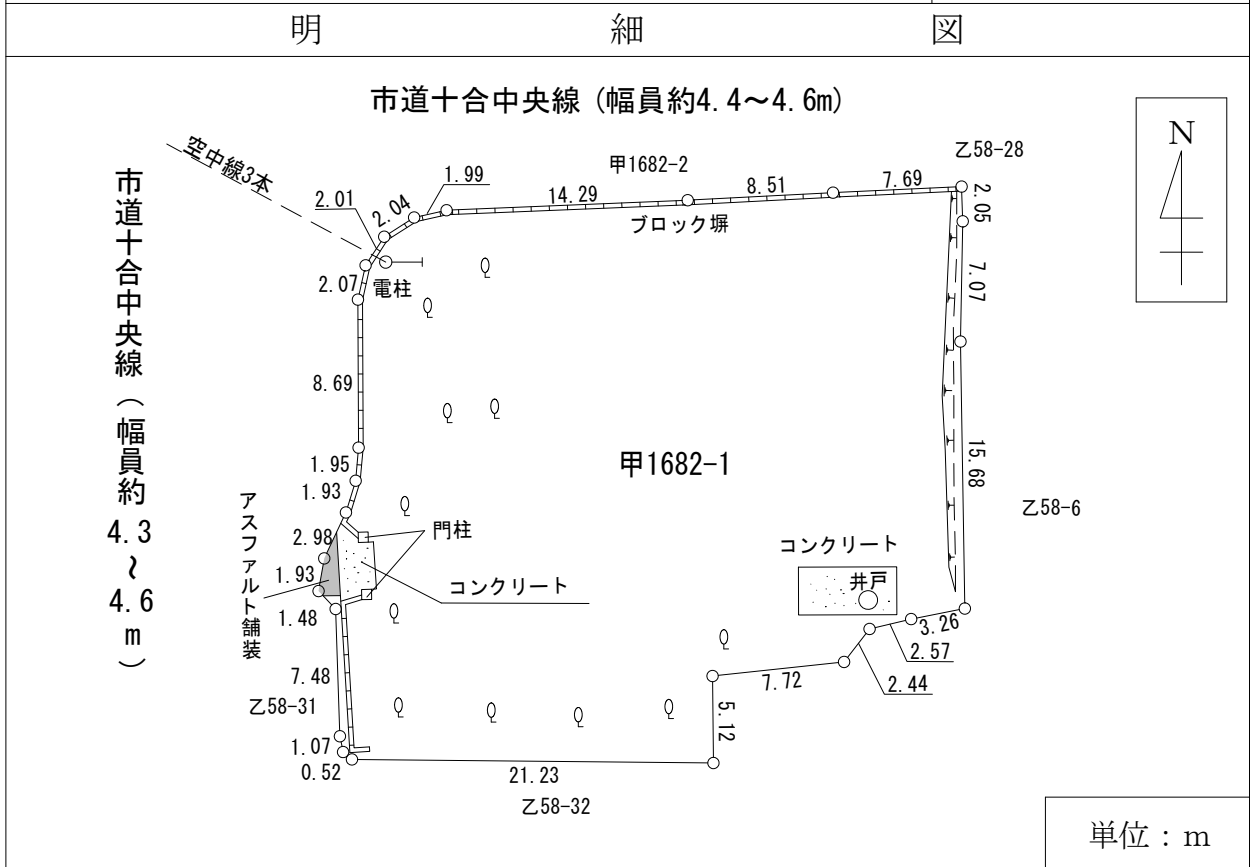 明細図
市道十合中央線（幅員約4.4～4.6m）
N
空中線3本
甲1682-2
乙58-28
1.99
2.01
2.04
14.29
8.51
7.69
2.05
ブロック塀
市道十合中央線（幅員約4.3～4.6m）
2.07
電柱
7.07
8.69
甲1682-1
1.95
15.68
1.93
乙58-6
アスファルト舗装
門柱
2.98
コンクリート
1.93
コンクリート
井戸
1.48
3.26
2.57
7.48
7.72
2.44
乙58-31
5.12
1.07
0.52
21.23
乙58-32
単位：m